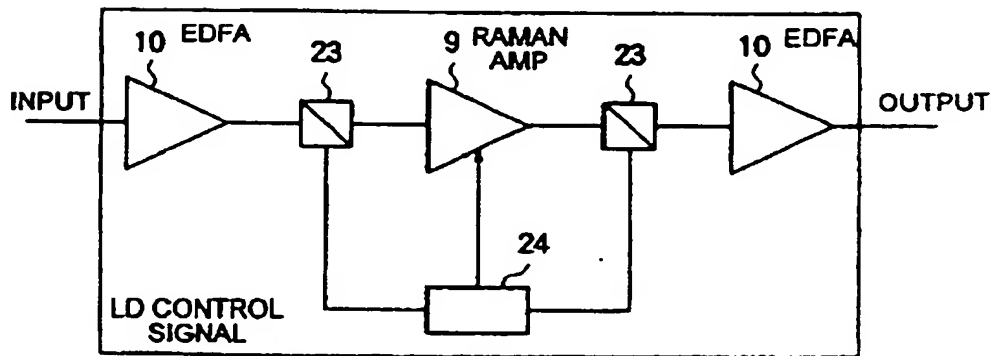 10 EDFA
23
9 RAMAN
AMP
23
10 EDFA
INPUT
OUTPUT
24
LD CONTROL
SIGNAL